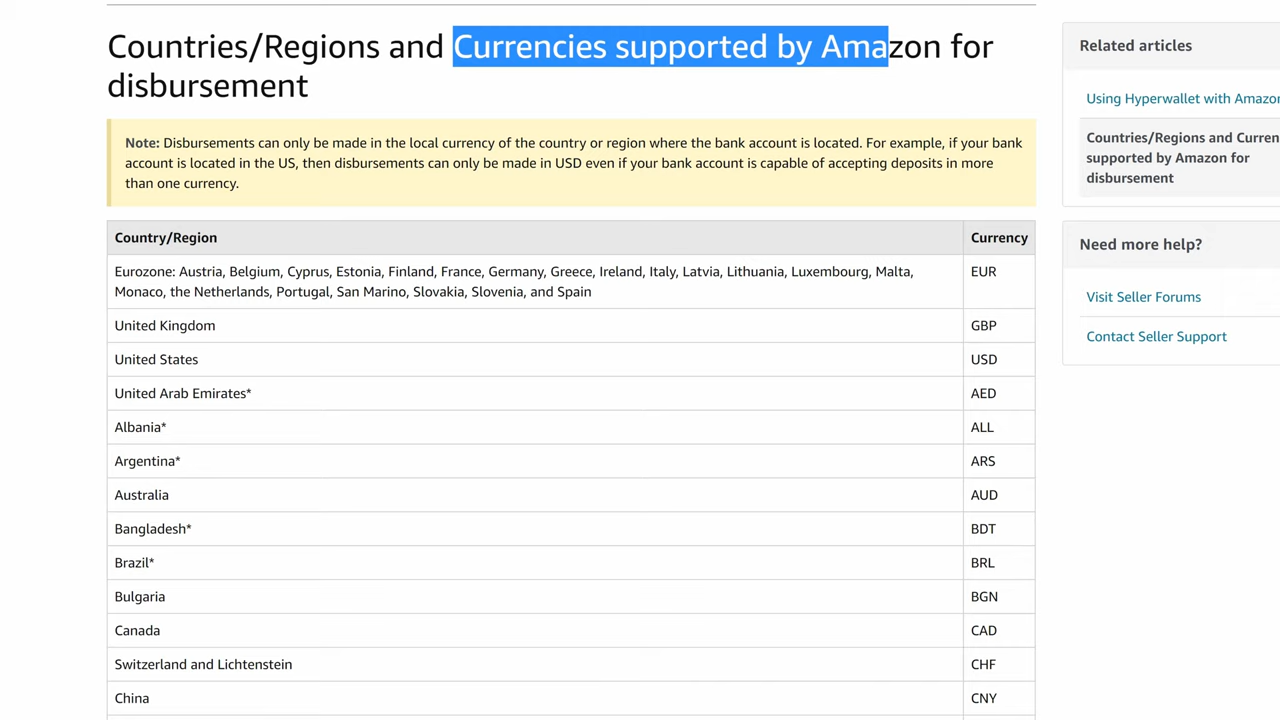 Countries/Regions and Currencies supported by Amazon for
disbursement
Note: Disbursements can only be made in the local currency of the country or region where the bank account is located. For example, if your bank
account is located in the US, then disbursements can only be made in USD even if your bank account is capable of accepting deposits in more
than one currency.
Country/Region Currency
Eurozone: Austria, Belgium, Cyprus, Estonia, Finland, France, Germany, Greece, Ireland, Italy, Latvia, Lithuania, Luxembourg, Malta, EUR
Monaco, the Netherlands, Portugal, San Marino, Slovakia, Slovenia, and Spain
United Kingdom GBP
United States USD
United Arab Emirates* AED
Albania* ALL
Argentina* ARS
Australia AUD
Bangladesh* BDT
Brazil* BRL
Bulgaria BGN
Canada CAD
Switzerland and Lichtenstein CHF
China CNY
Related articles
Using Hyperwallet with Amazon
Countries/Regions and Curren
supported by Amazon for
disbursement
Need more help?
Visit Seller Forums
Contact Seller Support